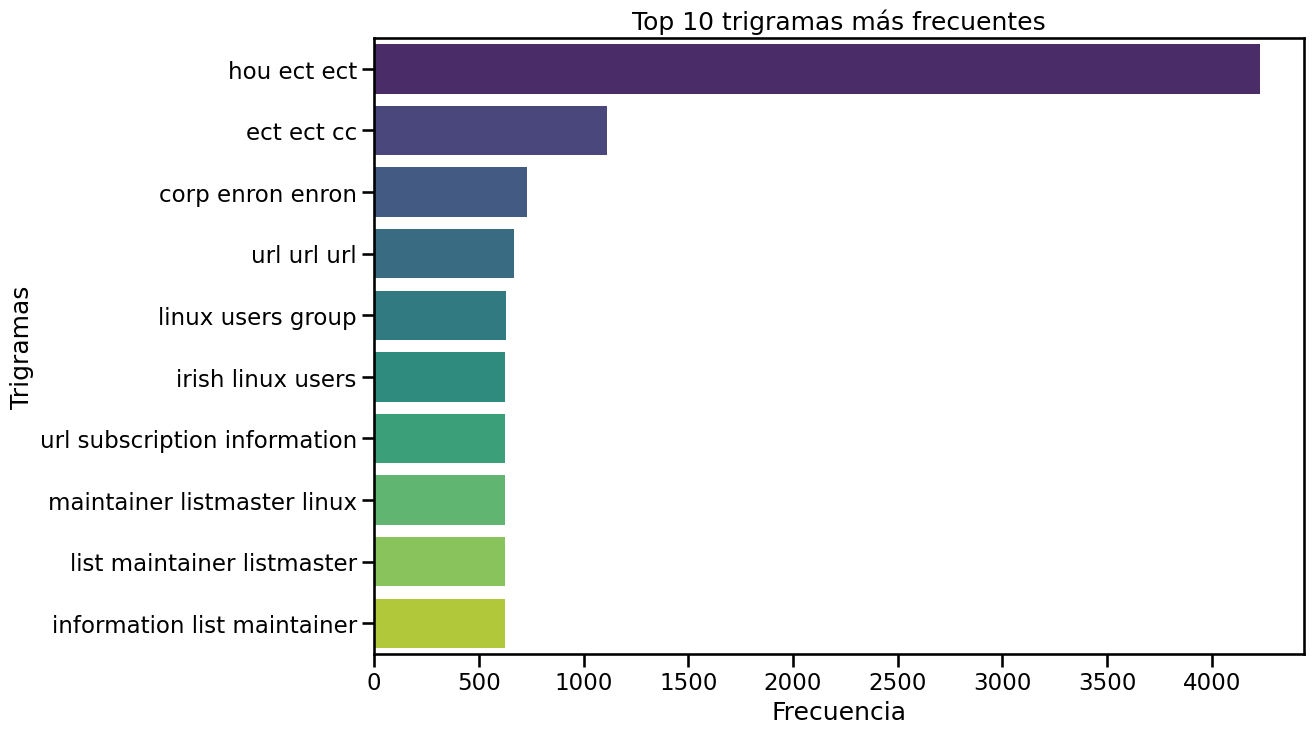 Top 10 trigramas más frecuentes
hou ect ect
ect ect cc
corp enron enron
url url url
linux users group
irish linux users
url subscription information
maintainer listmaster linux
list maintainer listmaster
information list maintainer
Trigramas
0 500 1000 1500 2000 2500 3000 3500 4000
Frecuencia